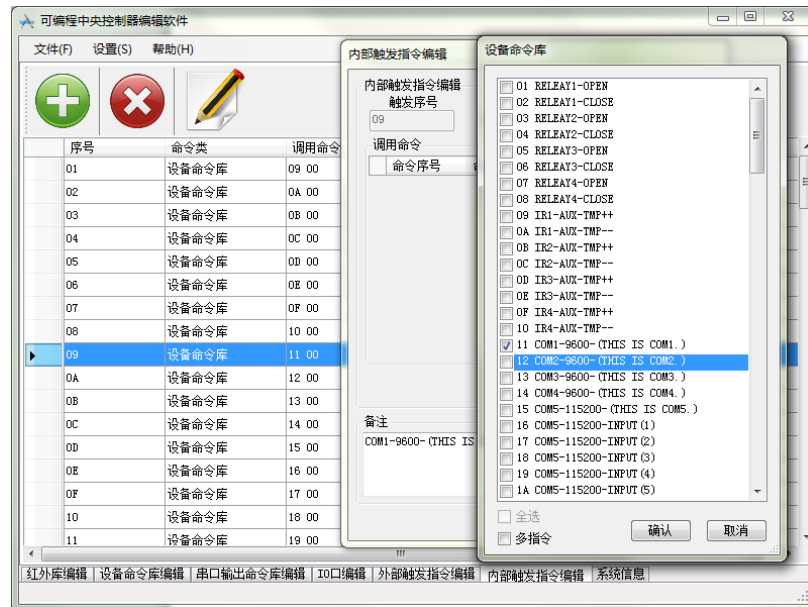 可编程中央控制器编辑软件
文件(F) 设置(S) 帮助(H)
序号 命令类 调用命令
01 设备命令库 09 00
02 设备命令库 0A 00
03 设备命令库 0B 00
04 设备命令库 0C 00
05 设备命令库 0D 00
06 设备命令库 0E 00
07 设备命令库 0F 00
08 设备命令库 10 00
09 设备命令库 11 00
0A 设备命令库 12 00
0B 设备命令库 13 00
0C 设备命令库 14 00
0D 设备命令库 15 00
0E 设备命令库 16 00
0F 设备命令库 17 00
10 设备命令库 18 00
11 设备命令库 19 00
内部触发指令编辑
内部触发指令编辑
触发序号
09
调用命令
命令序号
备注
COM1-9600-(THIS IS
设备命令库
01 RELEAY1-OPEN
02 RELEAY1-CLOSE
03 RELEAY2-OPEN
04 RELEAY2-CLOSE
05 RELEAY3-OPEN
06 RELEAY3-CLOSE
07 RELEAY4-OPEN
08 RELEAY4-CLOSE
09 IR1-AUX-TMP++
0A IR1-AUX-TMP--
0B IR2-AUX-TMP++
0C IR2-AUX-TMP--
0D IR3-AUX-TMP++
0E IR3-AUX-TMP--
0F IR4-AUX-TMP++
10 IR4-AUX-TMP--
11 COM1-9600-(THIS IS COM1.)
12 COM2-9600-(THIS IS COM2.)
13 COM3-9600-(THIS IS COM3.)
14 COM4-9600-(THIS IS COM4.)
15 COM5-115200-(THIS IS COM5.)
16 COM5-115200-INPUT(1)
17 COM5-115200-INPUT(2)
18 COM5-115200-INPUT(3)
19 COM5-115200-INPUT(4)
1A COM5-115200-INPUT(5)
全选
多指令
确认 取消
红外库编辑 设备命令库编辑 串口输出命令库编辑 IO口编辑 外部触发指令编辑 内部触发指令编辑 系统信息